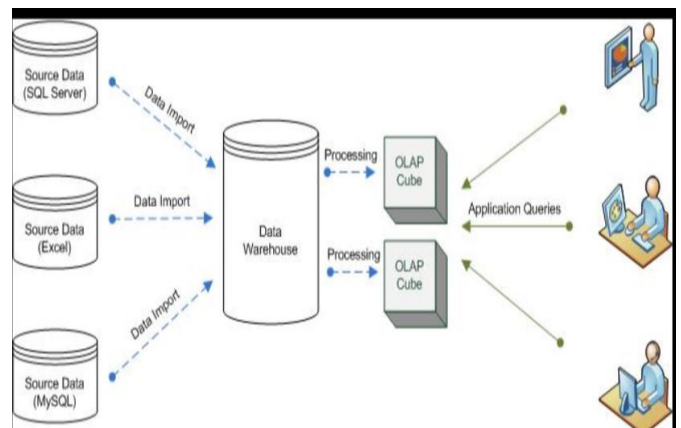 Source Data
(SQL Server)
Data Import
Source Data
(Excel)
Data Import
Source Data
(MySQL)
Data Import
Data
Warehouse
Processing
OLAP
Cube
Processing
OLAP
Cube
Application Queries